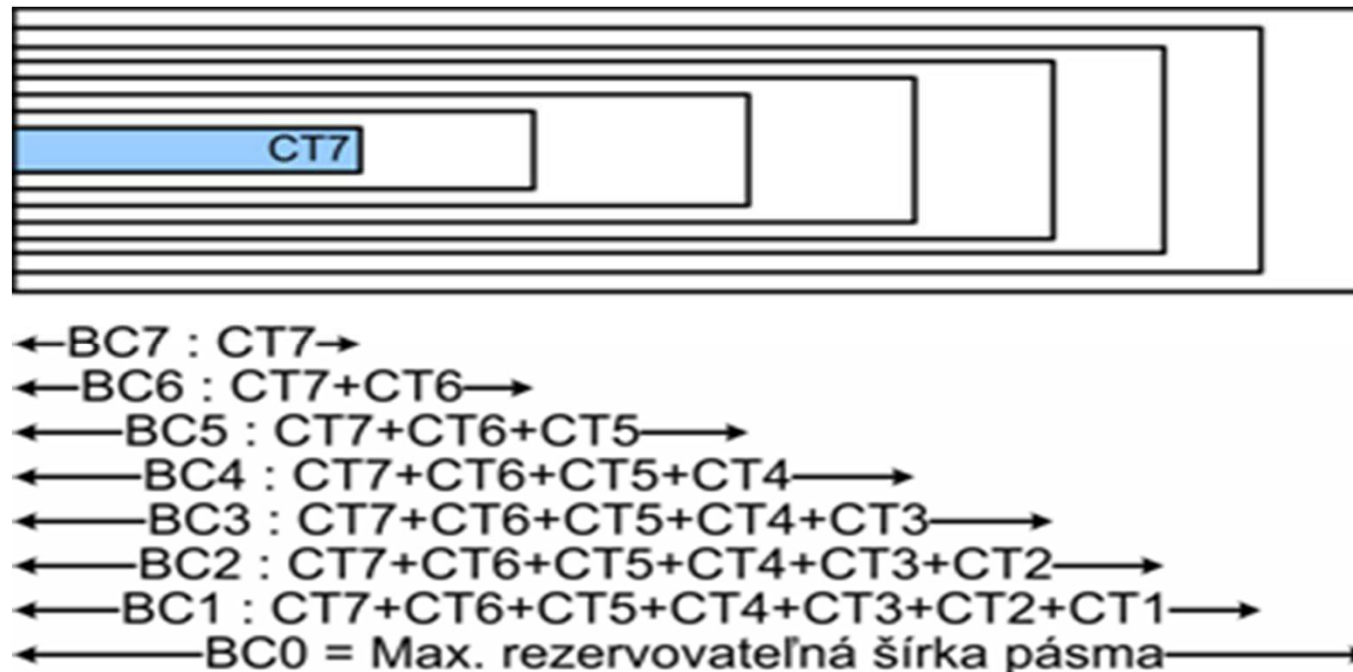 CT7
BC7 : CT7
BC6 : CT7+CT6
BC5 : CT7+CT6+CT5
BC4 : CT7+CT6+CT5+CT4
BC3 : CT7+CT6+CT5+CT4+CT3
BC2 : CT7+CT6+CT5+CT4+CT3+CT2
BC1 : CT7+CT6+CT5+CT4+CT3+CT2+CT1
BC0 = Max. rezervovateľná šírka pásma